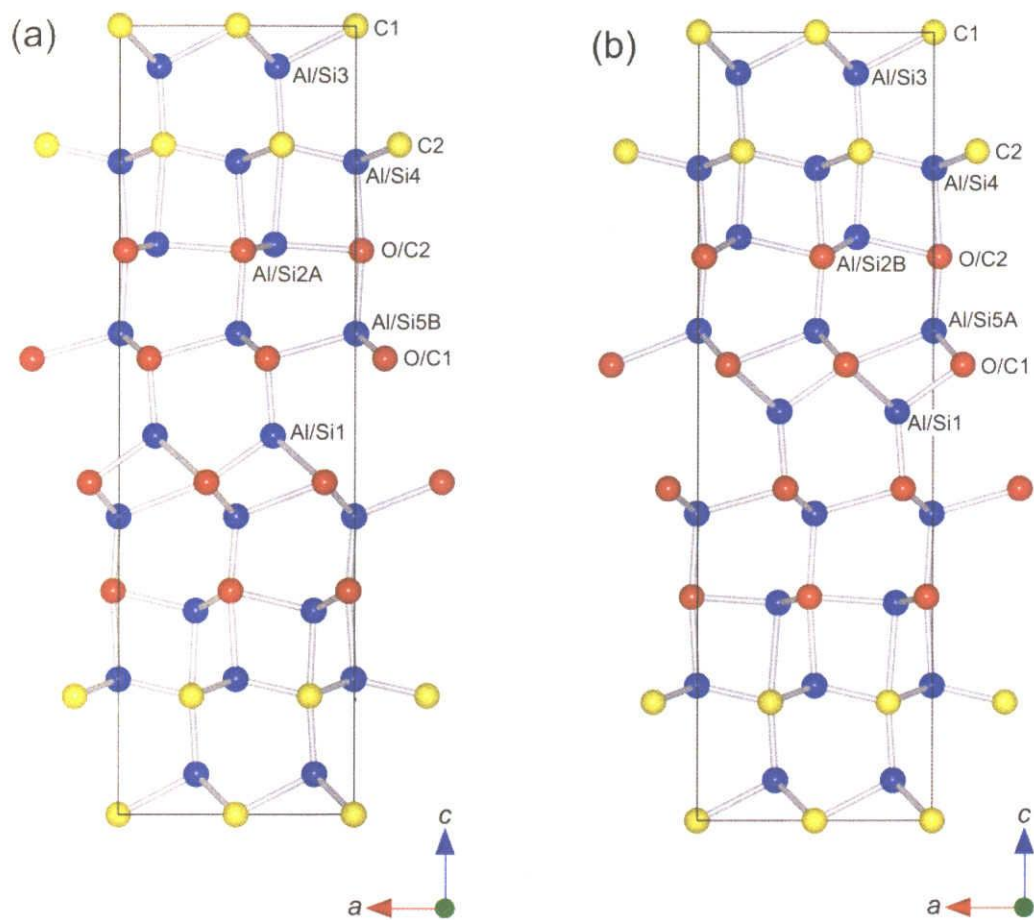 (a)
C1
Al/Si3
C2
Al/Si4
O/C2
Al/Si2A
Al/Si5B
O/C1
Al/Si1
c
a
(b)
C1
Al/Si3
C2
Al/Si4
O/C2
Al/Si2B
Al/Si5A
O/C1
Al/Si1
c
a